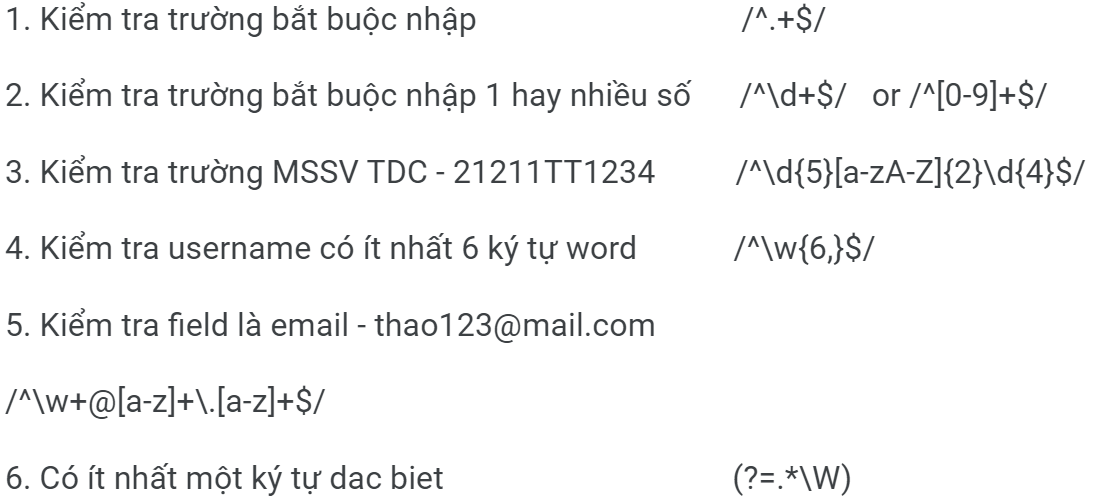 1. Kiểm tra trường bắt buộc nhập /^.+$/
2. Kiểm tra trường bắt buộc nhập 1 hay nhiều số /^\d+$/ or /^[0-9]+$/
3. Kiểm tra trường MSSV TDC - 21211TT1234 /^\d{5}[a-zA-Z]{2}\d{4}$/
4. Kiểm tra username có ít nhất 6 ký tự word /^\w{6,}$/
5. Kiểm tra field là email - thao123@mail.com
/^\w+@[a-z]+\.[a-z]+$/
6. Có ít nhất một ký tự dac biet (?=.*\W)